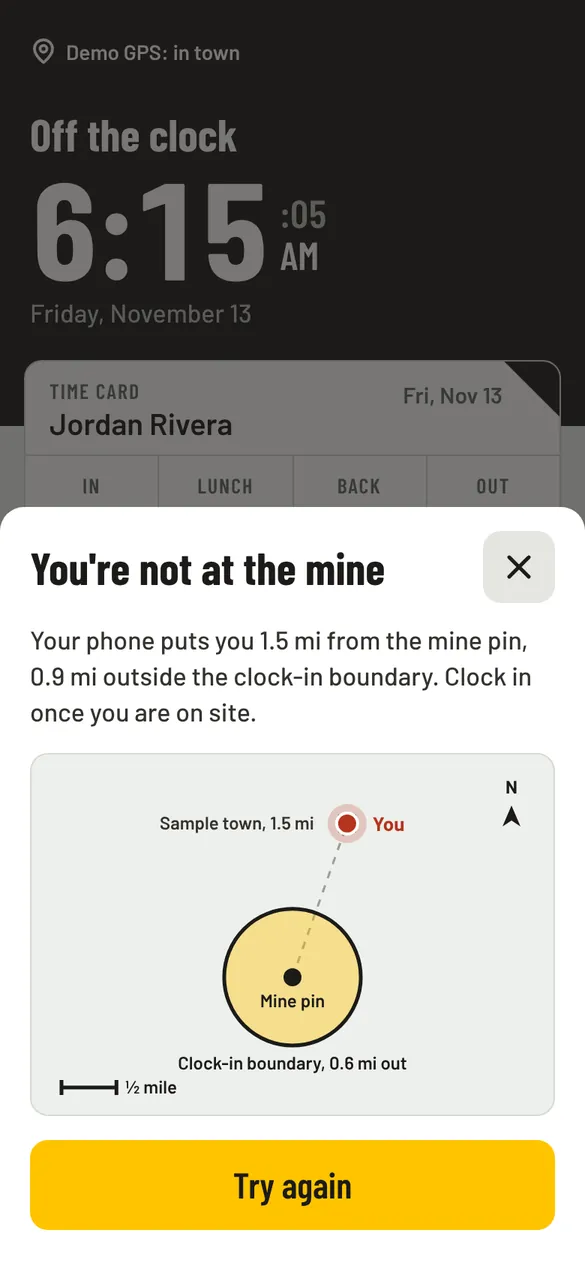 Demo GPS: in town
Off the clock
6:15 :05 AM
Friday, November 13
TIME CARD
Fri, Nov 13
Jordan Rivera
IN LUNCH BACK OUT
You're not at the mine
Your phone puts you 1.5 mi from the mine pin,
0.9 mi outside the clock-in boundary. Clock in
once you are on site.
N
Sample town, 1.5 mi You
Mine pin
Clock-in boundary, 0.6 mi out
½ mile
Try again